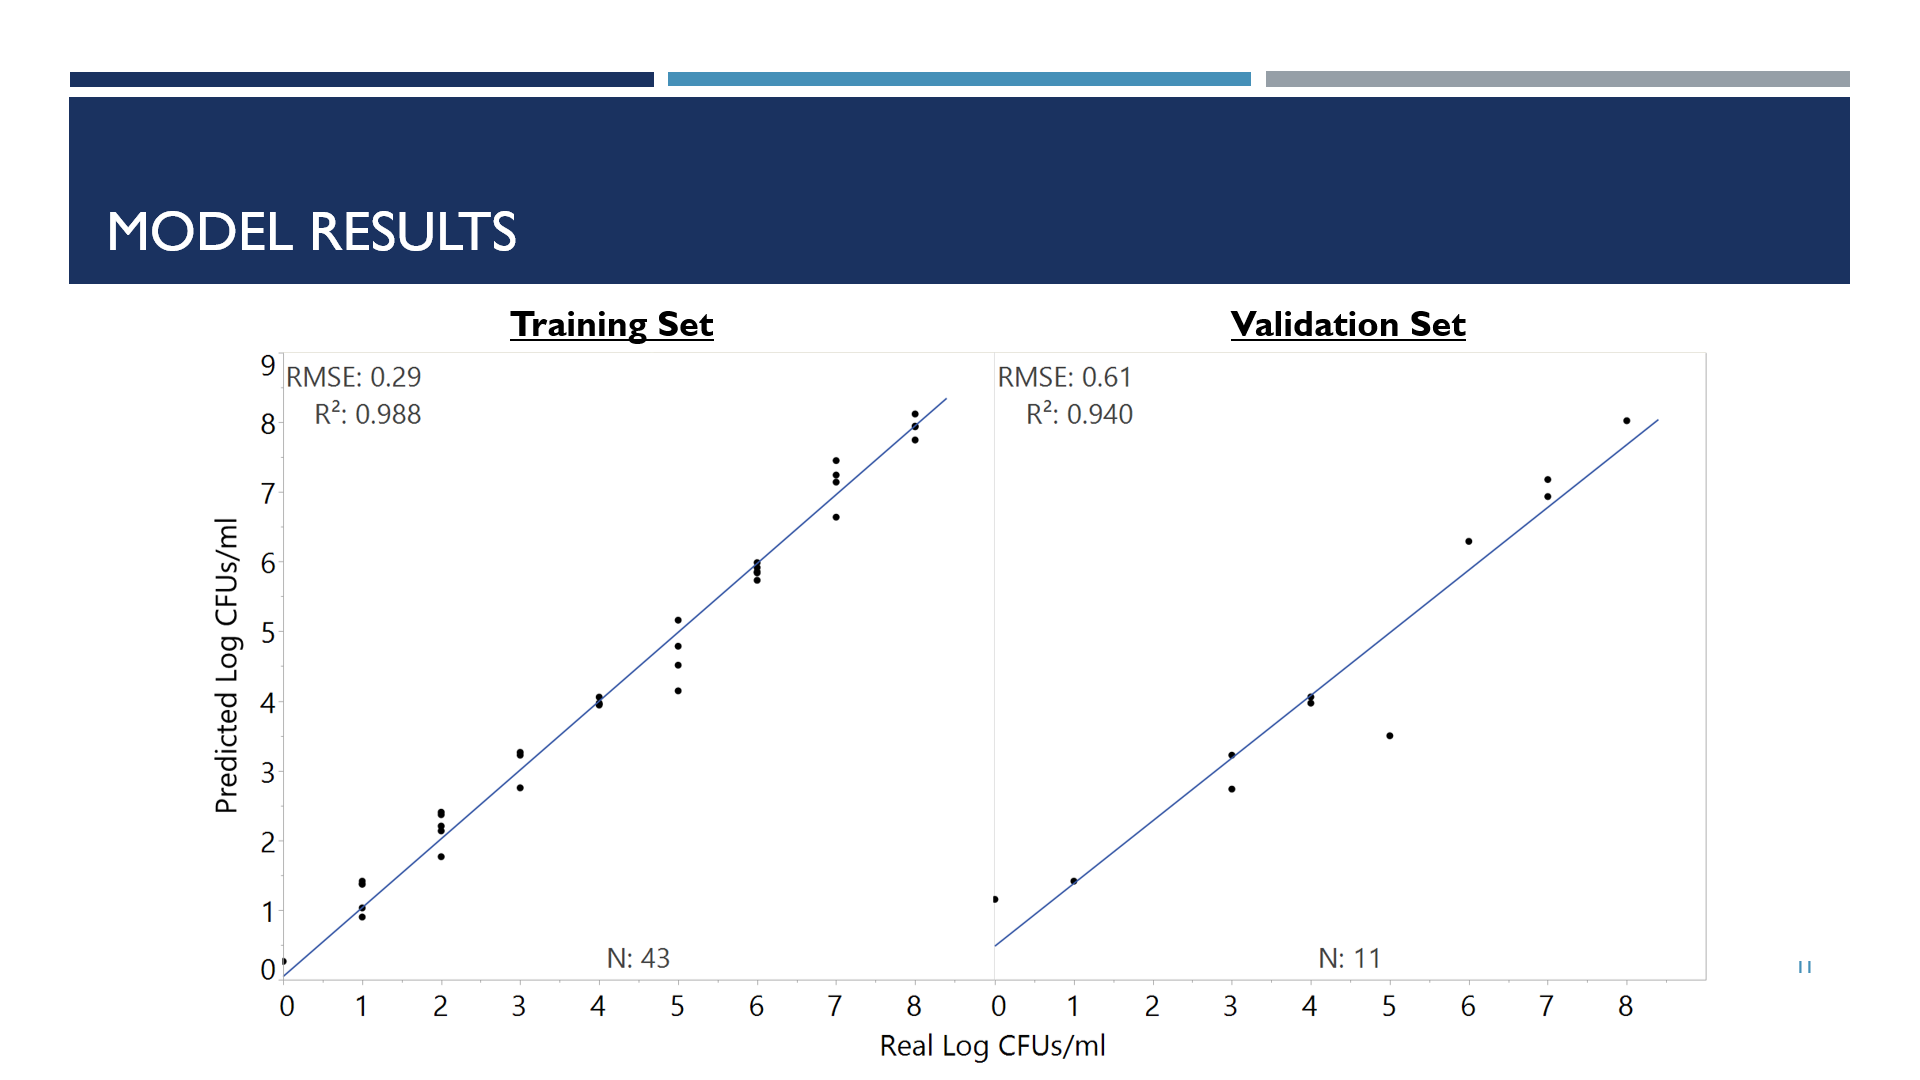 MODEL RESULTS
Training Set
Validation Set
RMSE: 0.29
R²: 0.988
RMSE: 0.61
R²: 0.940
9
8
7
6
5
4
3
2
1
0
Predicted Log CFUs/ml
N: 43
N: 11
11
0 1 2 3 4 5 6 7 8
0 1 2 3 4 5 6 7 8
Real Log CFUs/ml